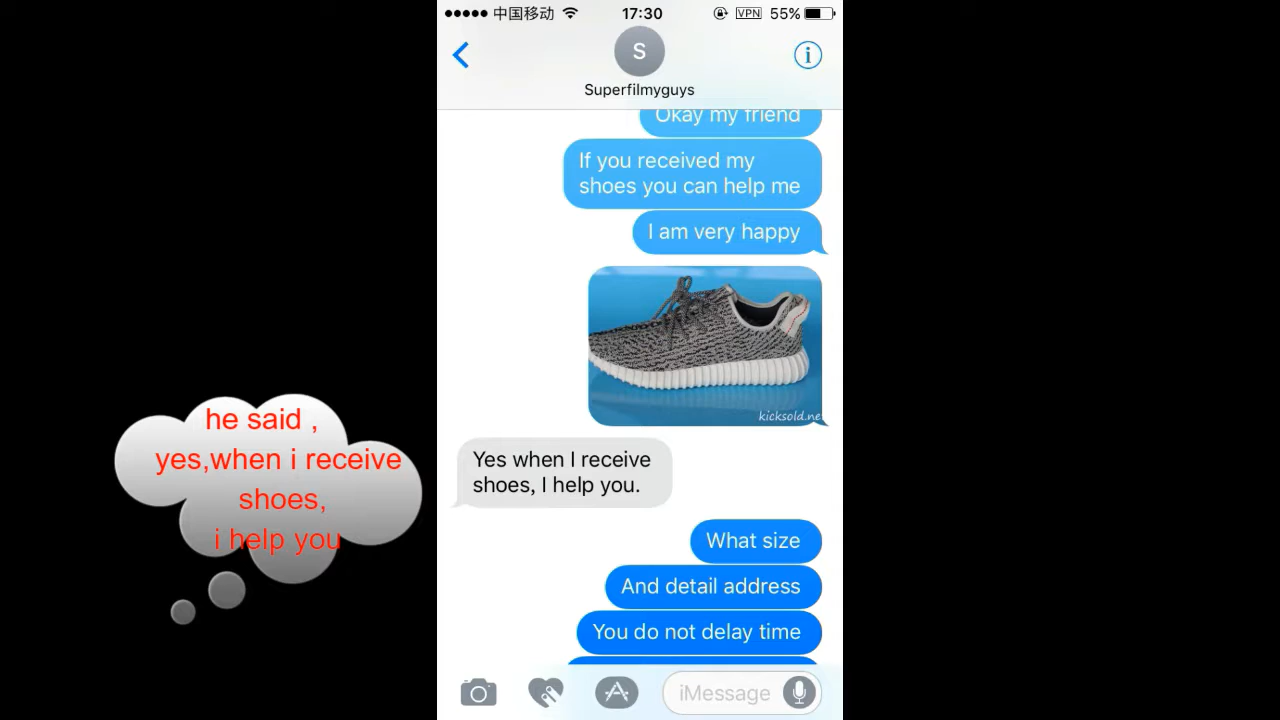 中国移动 17:30 VPN 55%
S
Superfilmyguys
Okay my friend
If you received my
shoes you can help me
I am very happy
kicksold.ne
Yes when I receive
shoes, I help you.
he said ,
yes,when i receive
shoes,
i help you
What size
And detail address
You do not delay time
iMessage